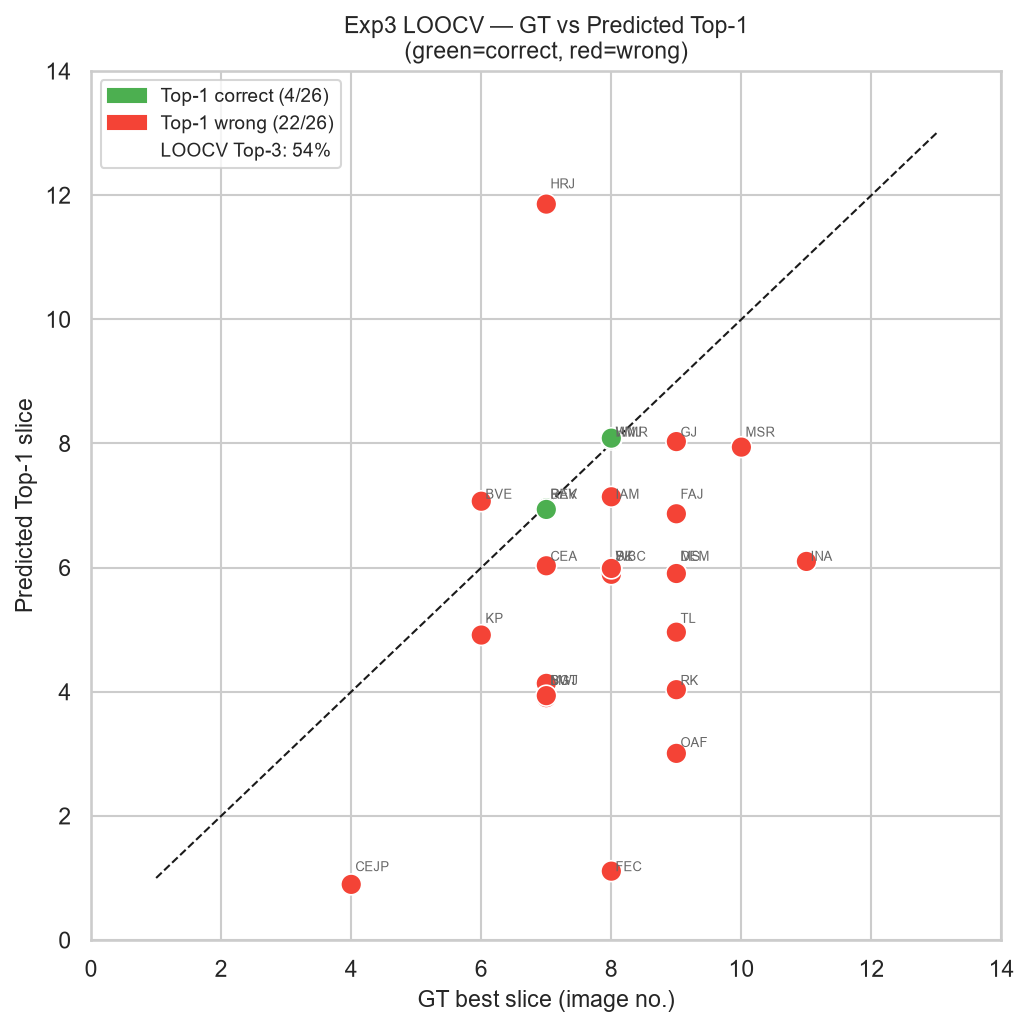 Exp3 LOOCV — GT vs Predicted Top-1
(green=correct, red=wrong)
Top-1 correct (4/26)
Top-1 wrong (22/26)
LOOCV Top-3: 54%
Predicted Top-1 slice
14
12
10
8
6
4
2
0
HRJ
GJ
MSR
BVE
FAJ
CEA
KP
TL
RK
OAF
CEJP
FEC
0 2 4 6 8 10 12 14
GT best slice (image no.)